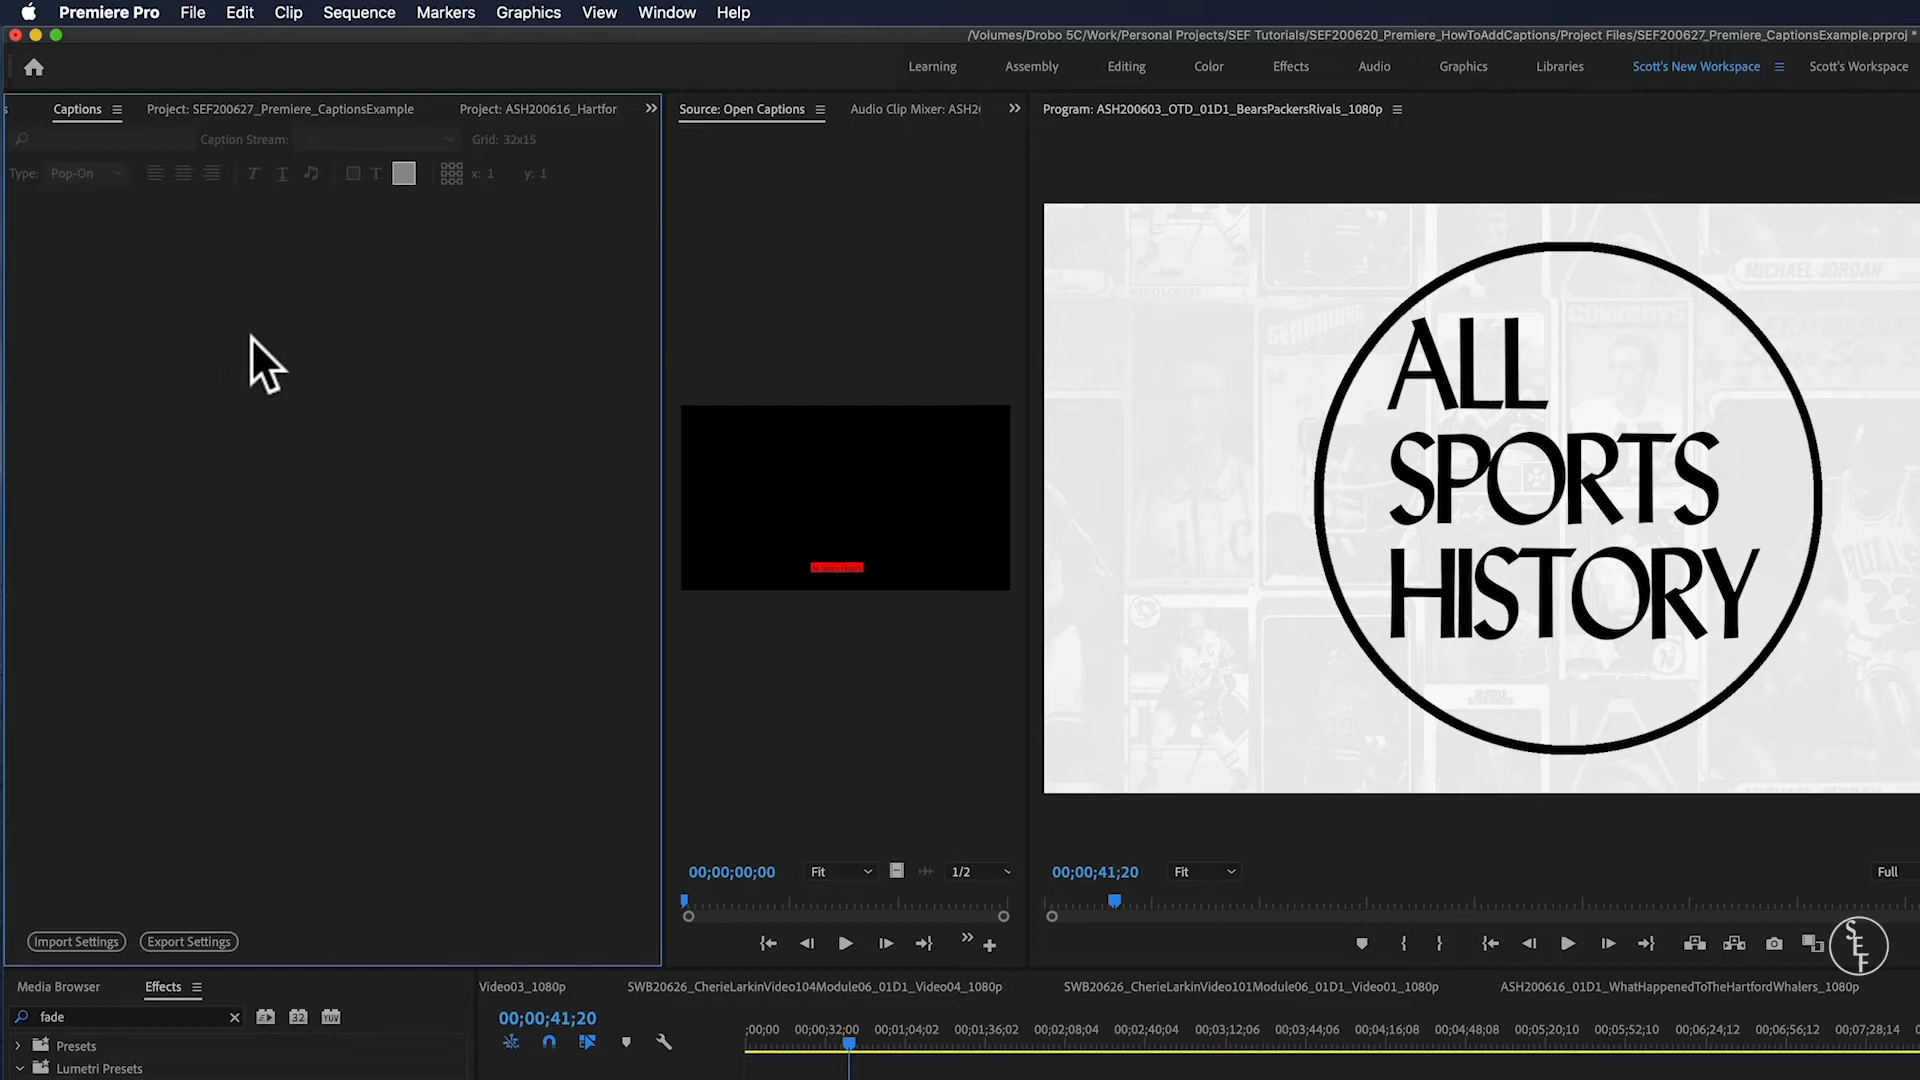 Premiere Pro File Edit Clip Sequence Markers Graphics View Window Help
/Volumes/Drobo 5C/Work/Personal Projects/SEF Tutorials/SEF200620_Premiere_HowToAddCaptions/Project Files/SEF200627_Premiere_CaptionsExample.prproj *
Learning Assembly Editing Color Effects Audio Graphics Libraries Scott's New Workspace Scott's Workspace
Captions Project: SEF200627_Premiere_CaptionsExample Project: ASH200616_Hartfor
Source: Open Captions Audio Clip Mixer: ASH20
Program: ASH200603_OTD_01D1_BearsPackersRivals_1080p
Caption Stream: Grid: 32x15
Type: Pop-On x: 1 y: 1
MICHAEL JORDAN
COWBOYS
ALL
SPORTS
HISTORY
All Sports History
00;00;00;00 Fit 1/2
00;00;41;20 Fit Full
Import Settings Export Settings
SEF
Media Browser Effects
Video03_1080p SWB20626_CherieLarkinVideo104Module06_01D1_Video04_1080p SWB20626_CherieLarkinVideo101Module06_01D1_Video01_1080p ASH200616_01D1_WhatHappenedToTheHartfordWhalers_1080p
fade
00;00;41;20
;00;00 00;00;32;00 00;01;04;02 00;01;36;02 00;02;08;04 00;02;40;04 00;03;12;06 00;03;44;06 00;04;16;08 00;04;48;08 00;05;20;10 00;05;52;10 00;06;24;12 00;06;56;12 00;07;28;14
Presets
Lumetri Presets